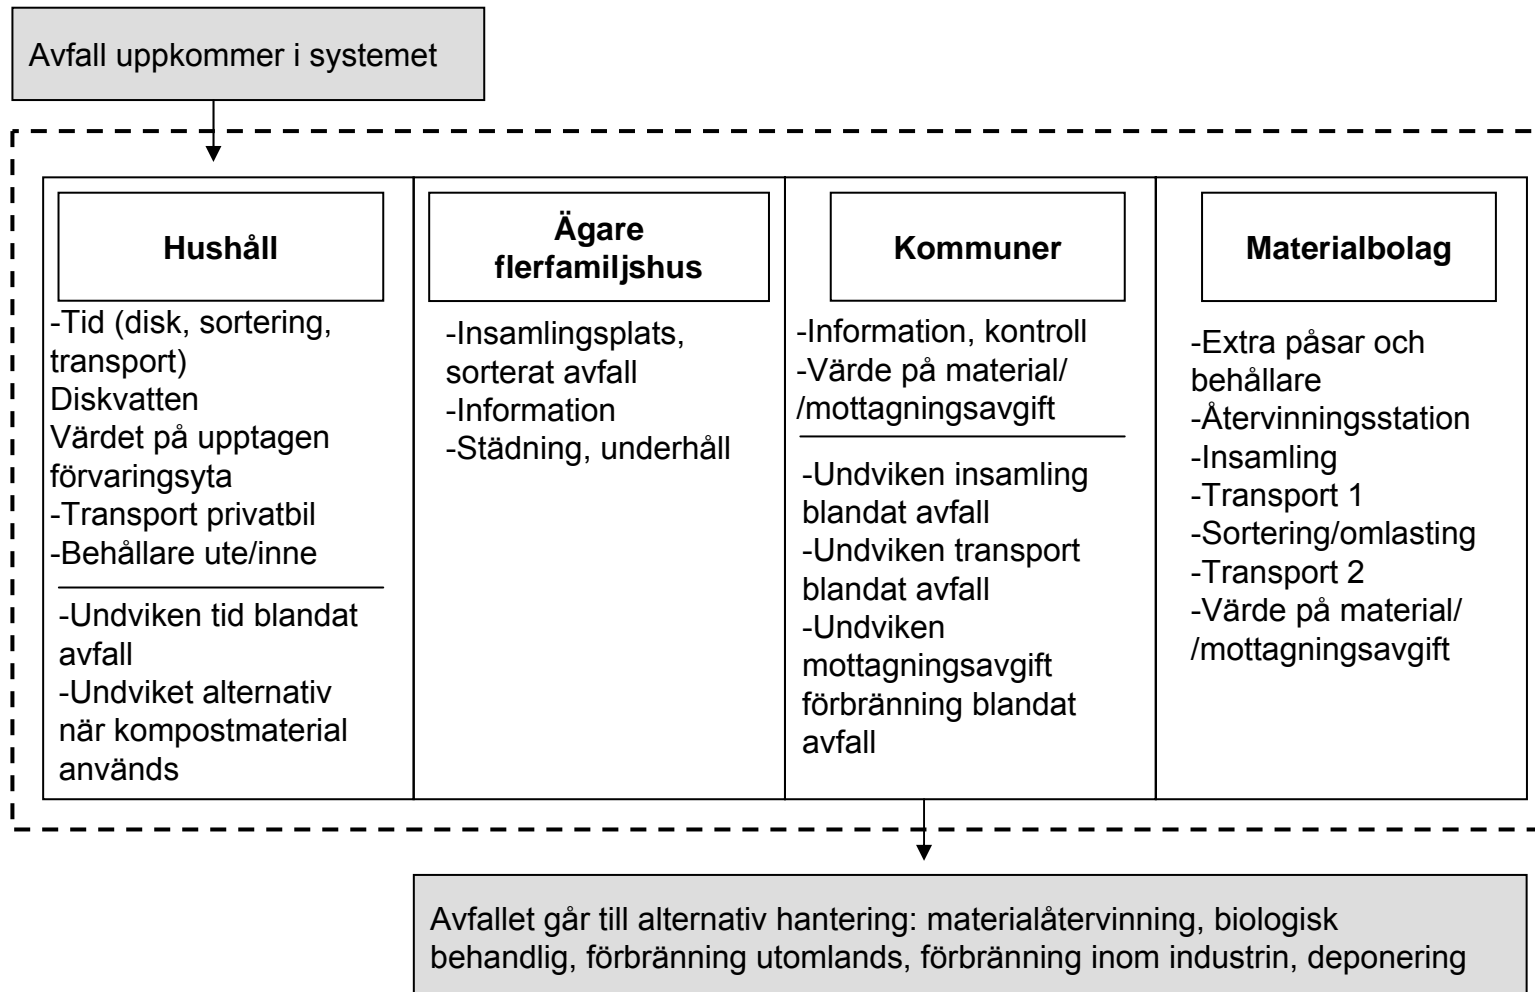 Avfall uppkommer i systemet
Hushåll
-Tid (disk, sortering,
transport)
Diskvatten
Värdet på upptagen
förvaringsyta
-Transport privatbil
-Behållare ute/inne
-Undviken tid blandat
avfall
-Undviket alternativ
när kompostmaterial
används
Ägare
flerfamiljshus
-Insamlingsplats,
sorterat avfall
-Information
-Städning, underhåll
Kommuner
-Information, kontroll
-Värde på material/
/mottagningsavgift
-Undviken insamling
blandat avfall
-Undviken transport
blandat avfall
-Undviken
mottagningsavgift
förbränning blandat
avfall
Materialbolag
-Extra påsar och
behållare
-Återvinningsstation
-Insamling
-Transport 1
-Sortering/omlasting
-Transport 2
-Värde på material/
/mottagningsavgift
Avfallet går till alternativ hantering: materialåtervinning, biologisk
behandlig, förbränning utomlands, förbränning inom industrin, deponering